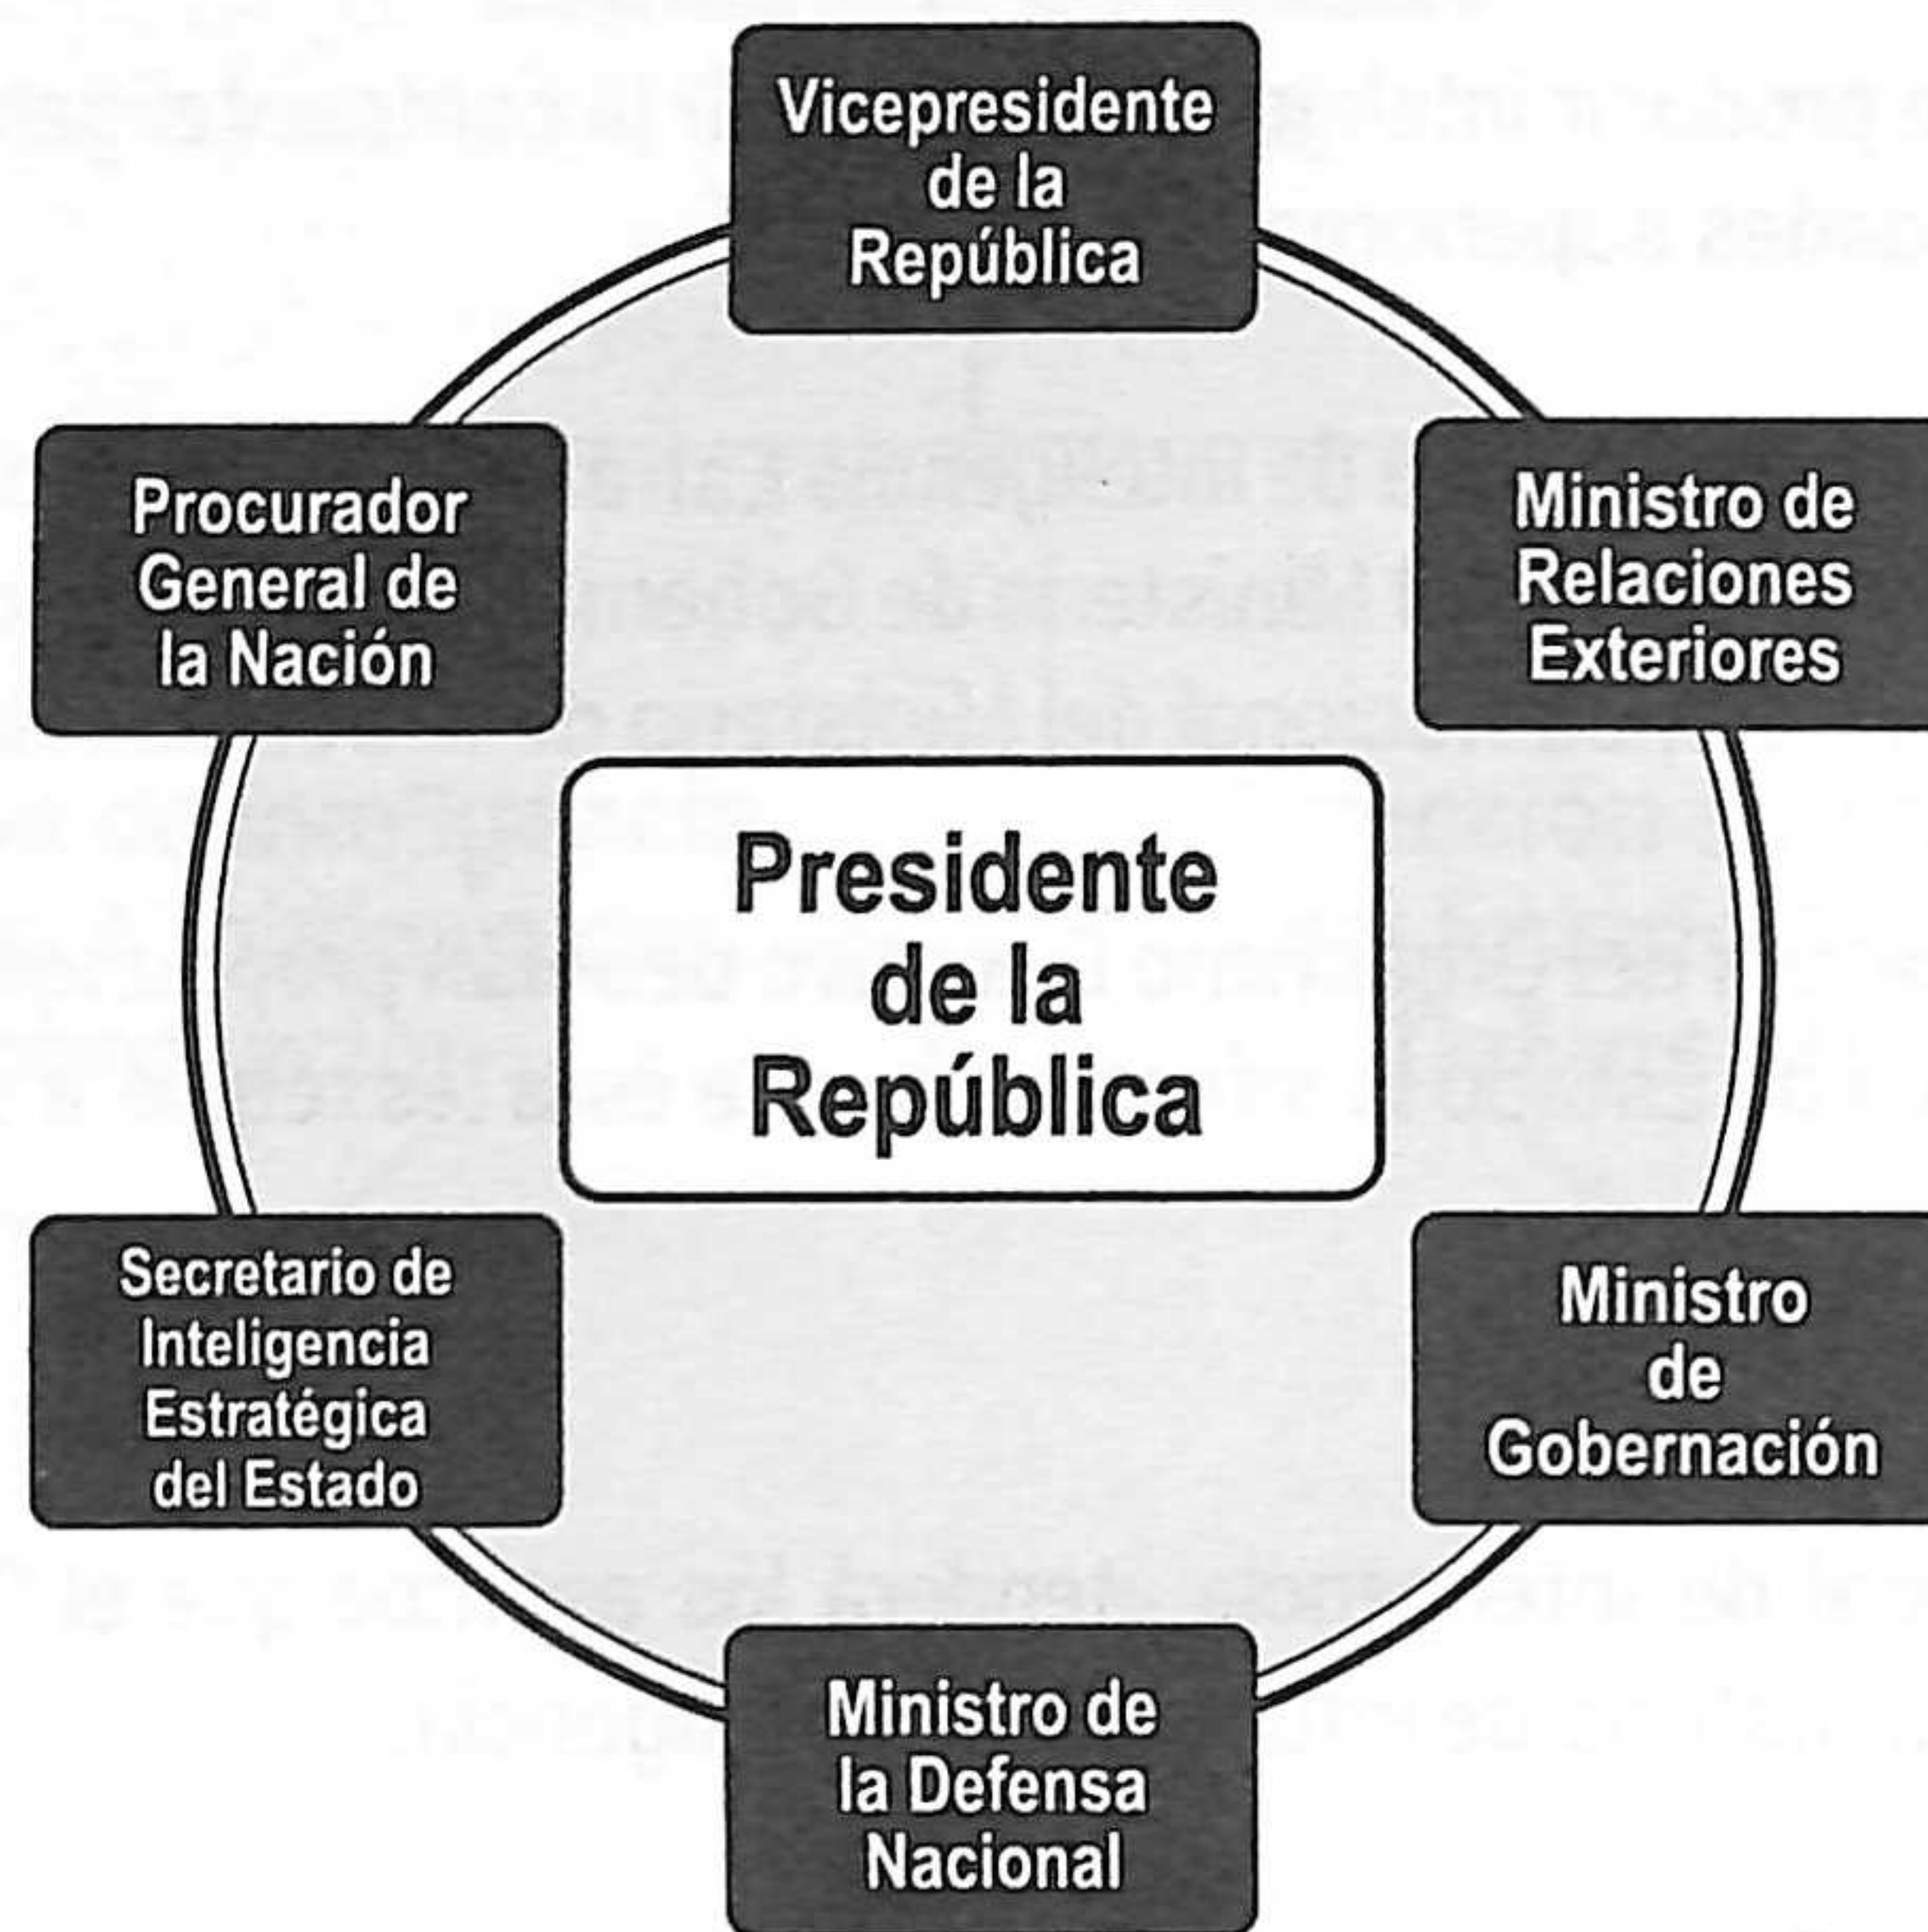 Vicepresidente
de la
República
Procurador
General de
la Nación
Ministro de
Relaciones
Exteriores
Presidente
de la
República
Secretario de
Inteligencia
Estratégica
del Estado
Ministro
de
Gobernación
Ministro de
la Defensa
Nacional